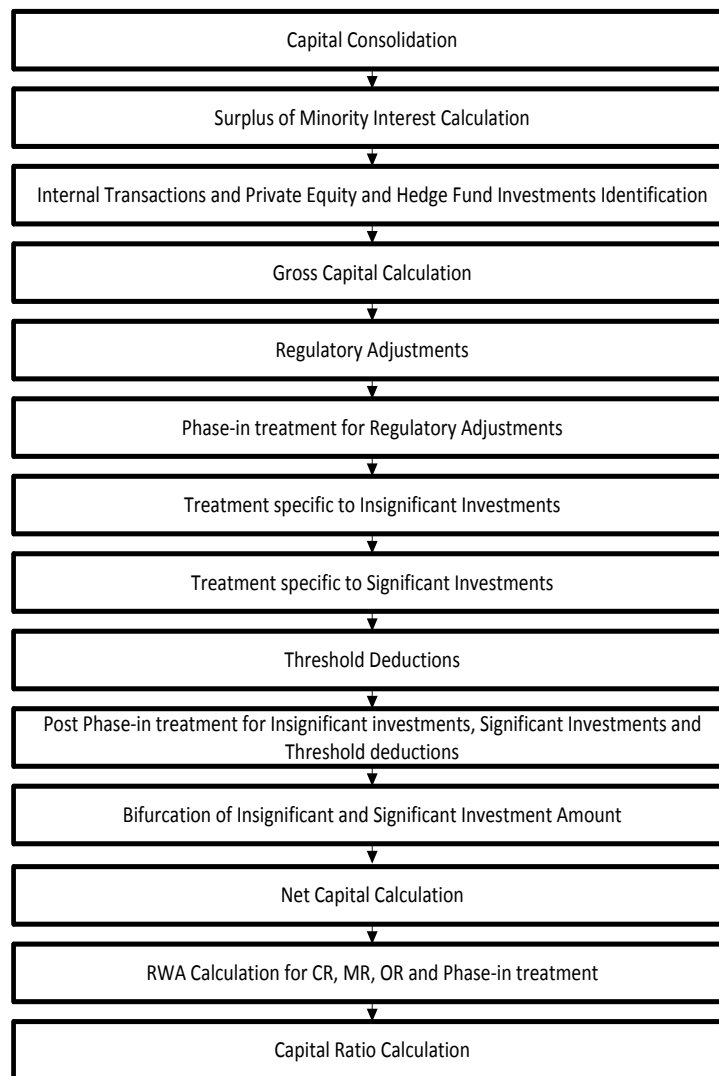 Capital Consolidation
Surplus of Minority Interest Calculation
Internal Transactions and Private Equity and Hedge Fund Investments Identification
Gross Capital Calculation
Regulatory Adjustments
Phase-in treatment for Regulatory Adjustments
Treatment specific to Insignificant Investments
Treatment specific to Significant Investments
Threshold Deductions
Post Phase-in treatment for Insignificant investments, Significant Investments and
Threshold deductions
Bifurcation of Insignificant and Significant Investment Amount
Net Capital Calculation
RWA Calculation for CR, MR, OR and Phase-in treatment
Capital Ratio Calculation